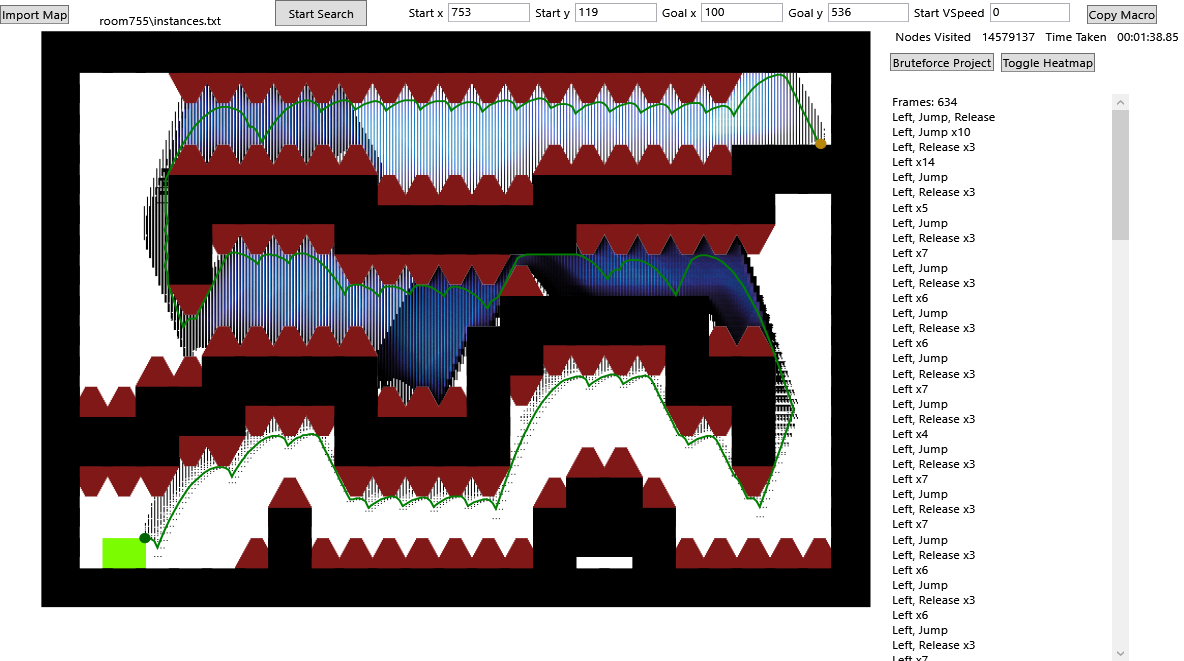 Import Map
room755\instances.txt
Start Search
Start x 753 Start y 119 Goal x 100 Goal y 536 Start VSpeed 0
Copy Macro
Nodes Visited 14579137 Time Taken 00:01:38.85
Bruteforce Project Toggle Heatmap
Frames: 634
Left, Jump, Release
Left, Jump x10
Left, Release x3
Left x14
Left, Jump
Left, Release x3
Left x5
Left, Jump
Left, Release x3
Left x7
Left, Jump
Left, Release x3
Left x6
Left, Jump
Left, Release x3
Left x6
Left, Jump
Left, Release x3
Left x7
Left, Jump
Left, Release x3
Left x4
Left, Jump
Left, Release x3
Left x7
Left, Jump
Left, Release x3
Left x7
Left, Jump
Left, Release x3
Left x6
Left, Jump
Left, Release x3
Left x6
Left, Jump
Left, Release x3
Left x7